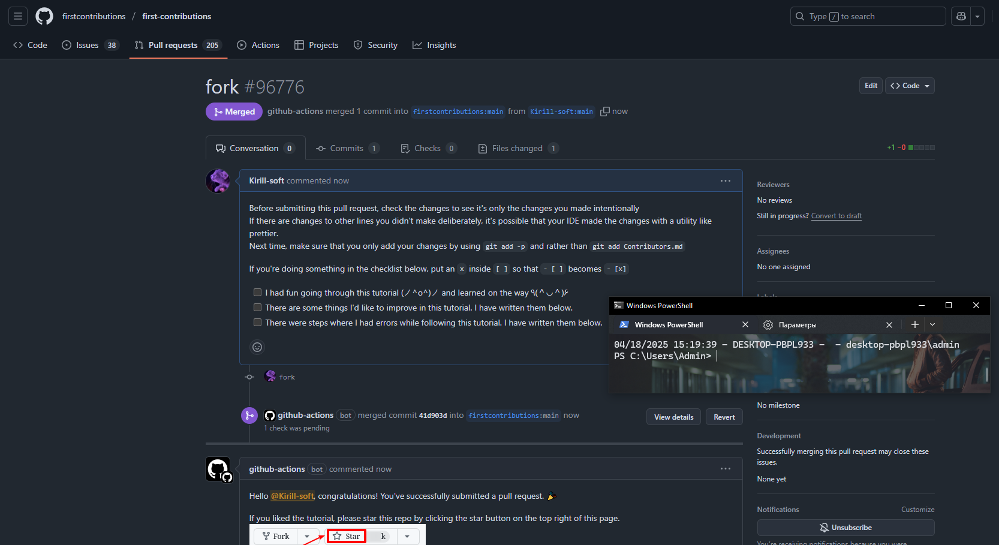 firstcontributions / first-contributions
Type / to search
Code
Issues 38
Pull requests 205
Actions
Projects
Security
Insights
fork #96776
Edit
Code
Merged
github-actions merged 1 commit into firstcontributions:main from Kirill-soft:main now
Conversation 0
Commits 1
Checks 0
Files changed 1
+1 −0
Kirill-soft commented now
Before submitting this pull request, check the changes to see it's only the changes you made intentionally
If there are changes to other lines you didn't make deliberately, it's possible that your IDE made the changes with a utility like
prettier.
Next time, make sure that you only add your changes by using git add -p and rather than git add Contributors.md
If you're doing something in the checklist below, put an x inside [ ] so that - [ ] becomes - [x]
I had fun going through this tutorial (ノ^o^)ノ and learned on the way ٩(^◡^)۶
There are some things I'd like to improve in this tutorial. I have written them below.
There were steps where I had errors while following this tutorial. I have written them below.
fork
github-actions bot merged commit 41d903d into firstcontributions:main now
1 check was pending
View details
Revert
github-actions bot commented now
Hello @Kirill-soft, congratulations! You've successfully submitted a pull request. 🎉
If you liked the tutorial, please star this repo by clicking the star button on the top right of this page.
Fork
Star
k
Reviewers
No reviews
Still in progress? Convert to draft
Assignees
No one assigned
Windows PowerShell
Windows PowerShell
Параметры
04/18/2025 15:19:39 - DESKTOP-PBPL933 -  - desktop-pbpl933\admin
PS C:\Users\Admin>
No milestone
Development
Successfully merging this pull request may close these
issues.
None yet
Notifications
Customize
Unsubscribe
You're receiving notifications because you were